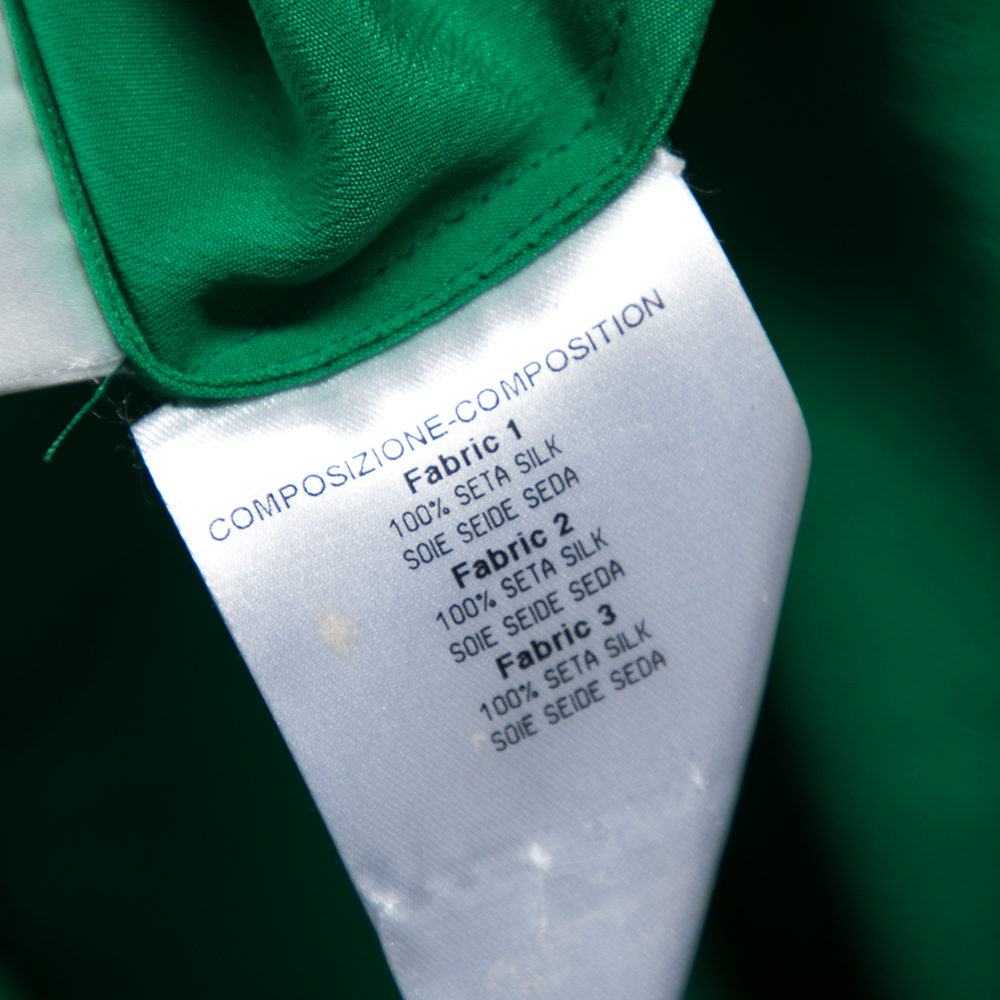 COMPOSIZIONE-COMPOSITION
Fabric 1
100% SETA SILK
SOIE SEIDE SEDA
Fabric 2
100% SETA SILK
SOIE SEIDE SEDA
Fabric 3
100% SETA SILK
SOIE SEIDE SEDA